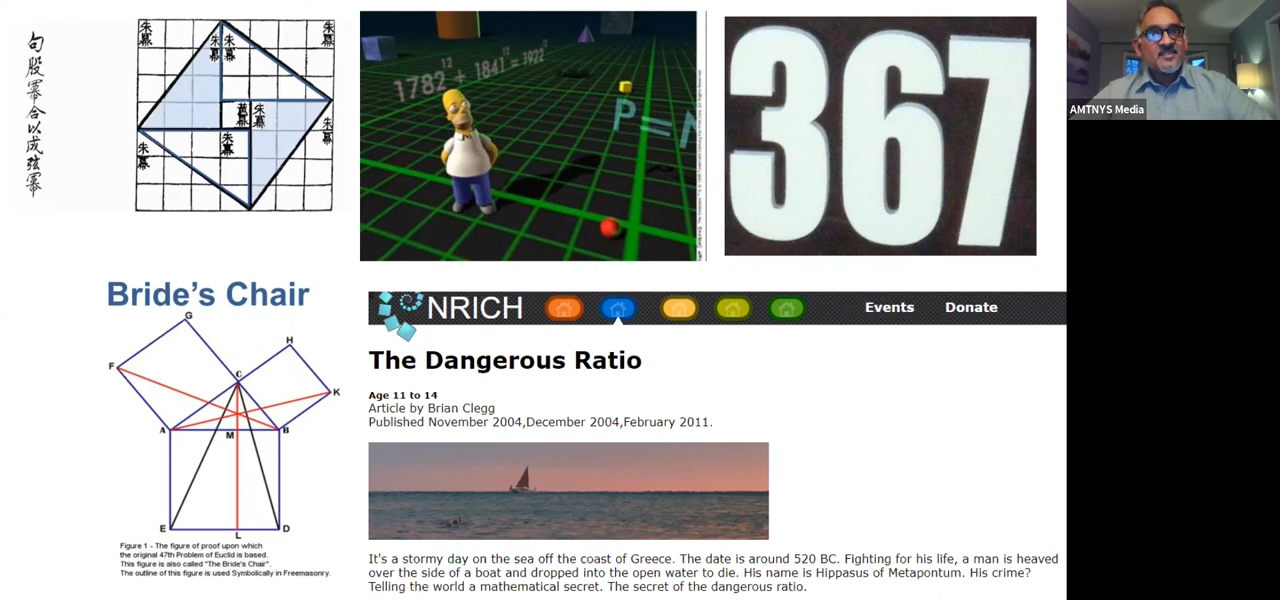 句股冪合以成弦冪
朱冪
朱冪
朱冪
朱冪
黃冪
朱冪
朱冪
朱冪
朱冪
1782¹² + 1841¹² = 1922¹²
P=N
367
AMTNYS Media
Bride's Chair
G
H
F
C
K
A
M
B
E
L
D
Figure 1 - The figure of proof upon which
the original 47th Problem of Euclid is based.
This figure is also called "The Bride's Chair".
The outline of this figure is used Symbolically in Freemasonry.
NRICH
Events Donate
The Dangerous Ratio
Age 11 to 14
Article by Brian Clegg
Published November 2004,December 2004,February 2011.
It's a stormy day on the sea off the coast of Greece. The date is around 520 BC. Fighting for his life, a man is heaved
over the side of a boat and dropped into the open water to die. His name is Hippasus of Metapontum. His crime?
Telling the world a mathematical secret. The secret of the dangerous ratio.